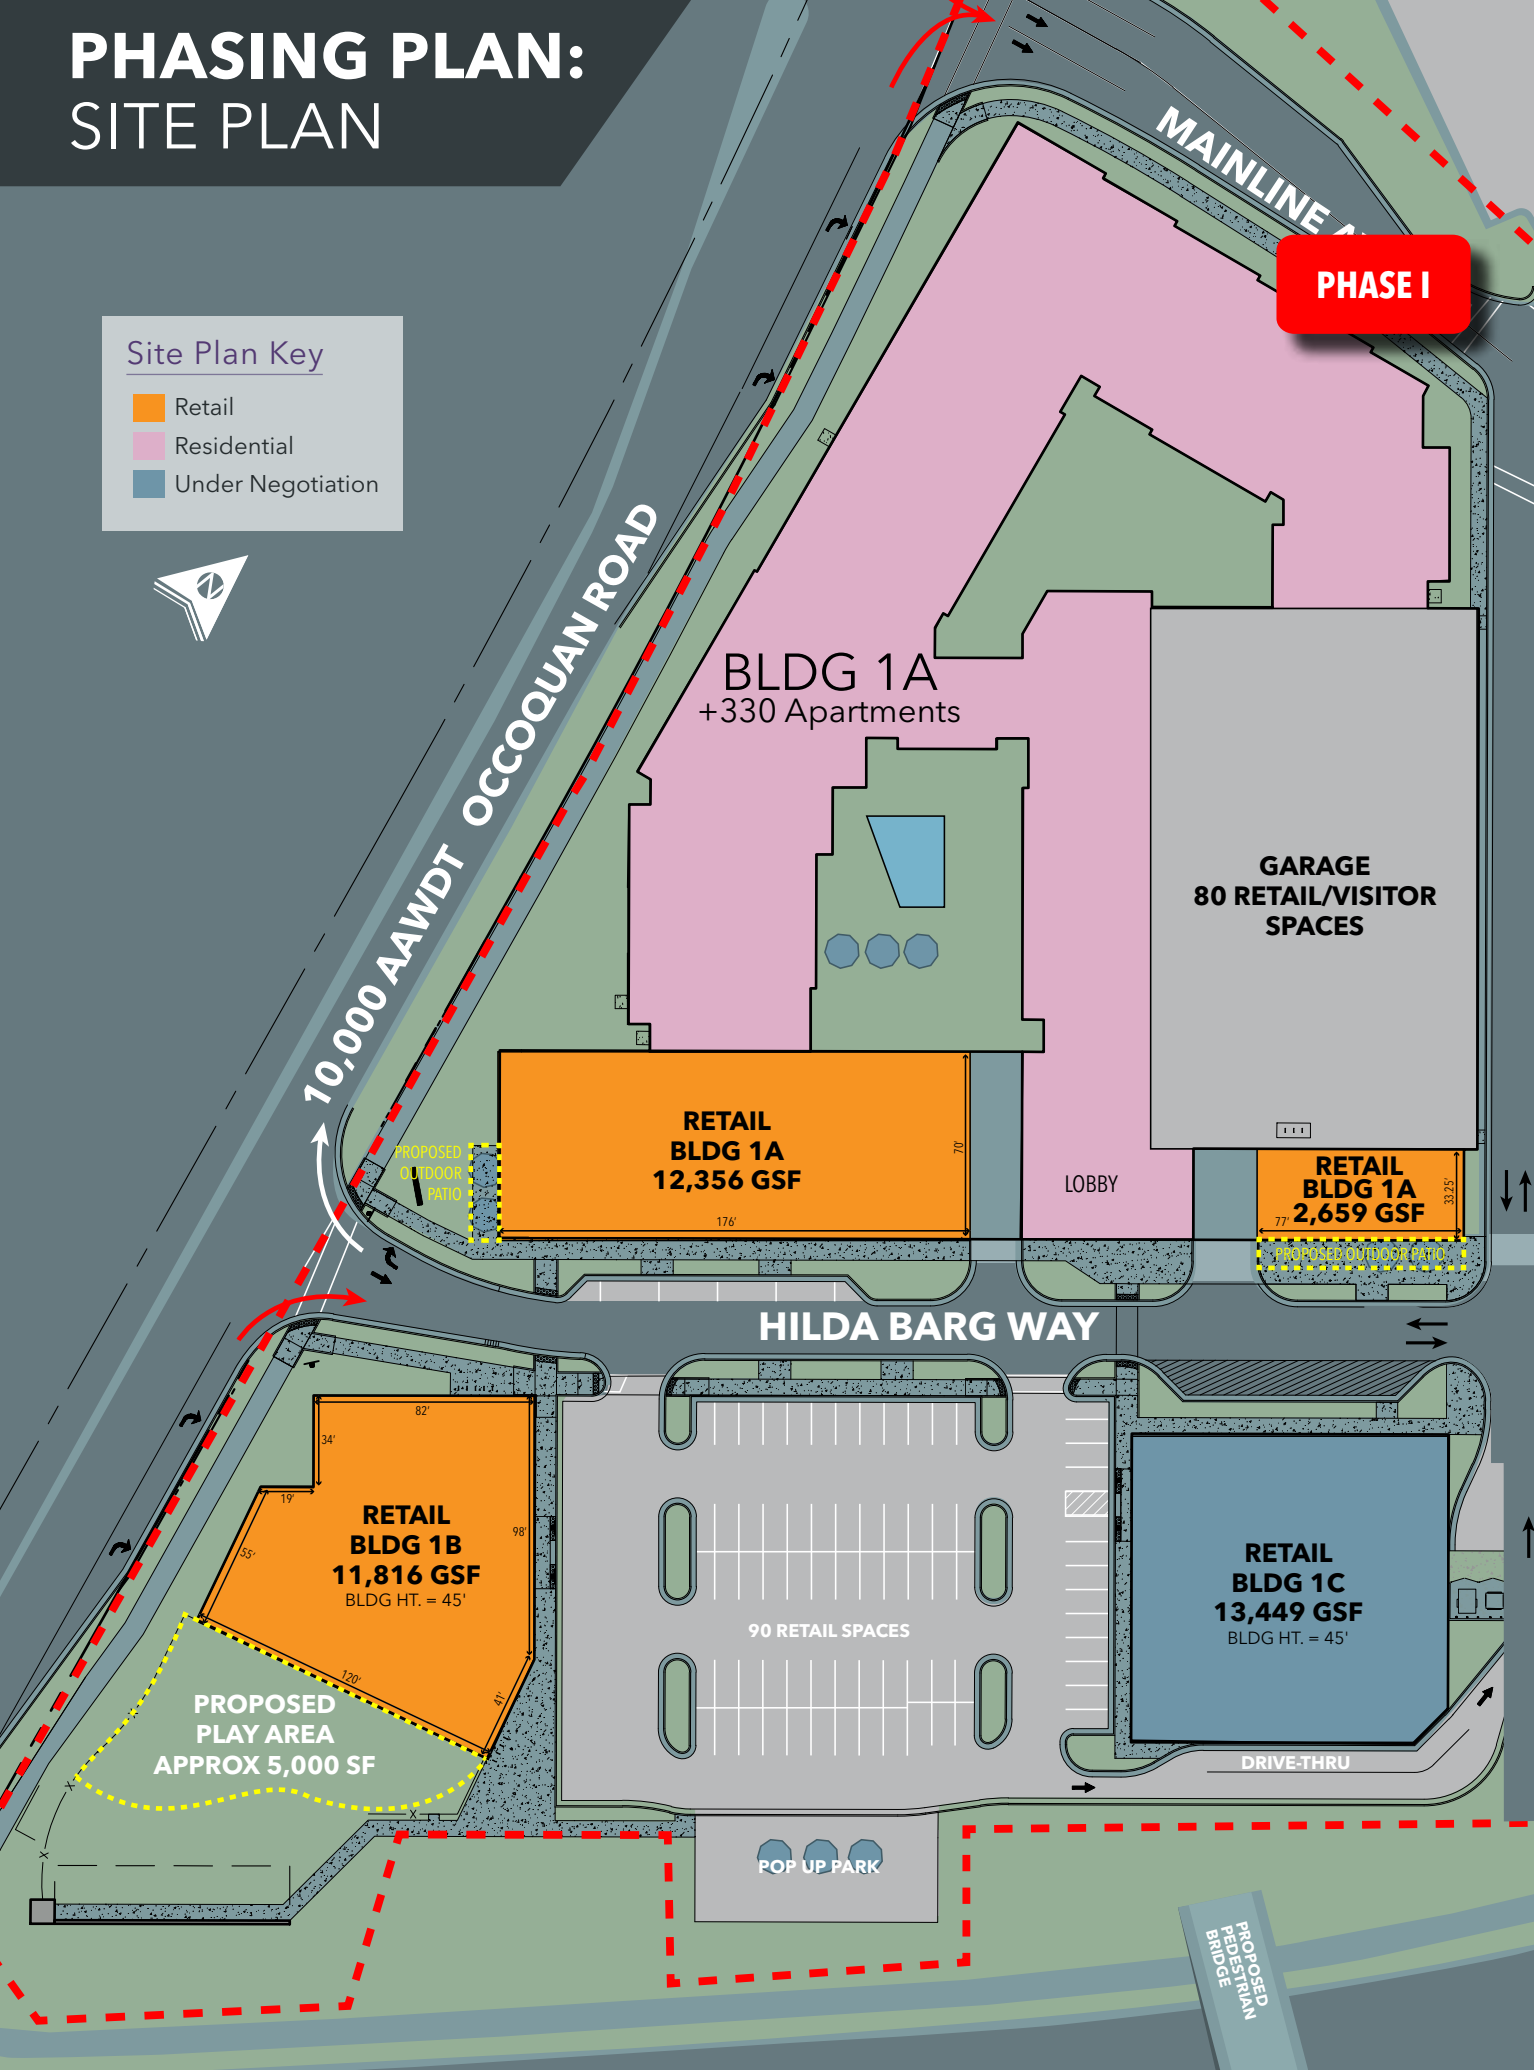 PHASING PLAN:
SITE PLAN
MAINLINE
PHASE I
Site Plan Key
Retail
Residential
Under Negotiation
10,000 AAWDT OCCOQUAN ROAD
BLDG 1A
+330 Apartments
GARAGE
80 RETAIL/VISITOR
SPACES
PROPOSED
OUTDOOR
PATIO
RETAIL
BLDG 1A
12,356 GSF
70'
176'
LOBBY
RETAIL
BLDG 1A
2,659 GSF
77'
33.25'
PROPOSED OUTDOOR PATIO
HILDA BARG WAY
82'
34'
19'
55'
98'
120'
41'
RETAIL
BLDG 1B
11,816 GSF
BLDG HT. = 45'
90 RETAIL SPACES
RETAIL
BLDG 1C
13,449 GSF
BLDG HT. = 45'
PROPOSED
PLAY AREA
APPROX 5,000 SF
DRIVE-THRU
X
X
X
POP UP PARK
PROPOSED
PEDESTRIAN
BRIDGE